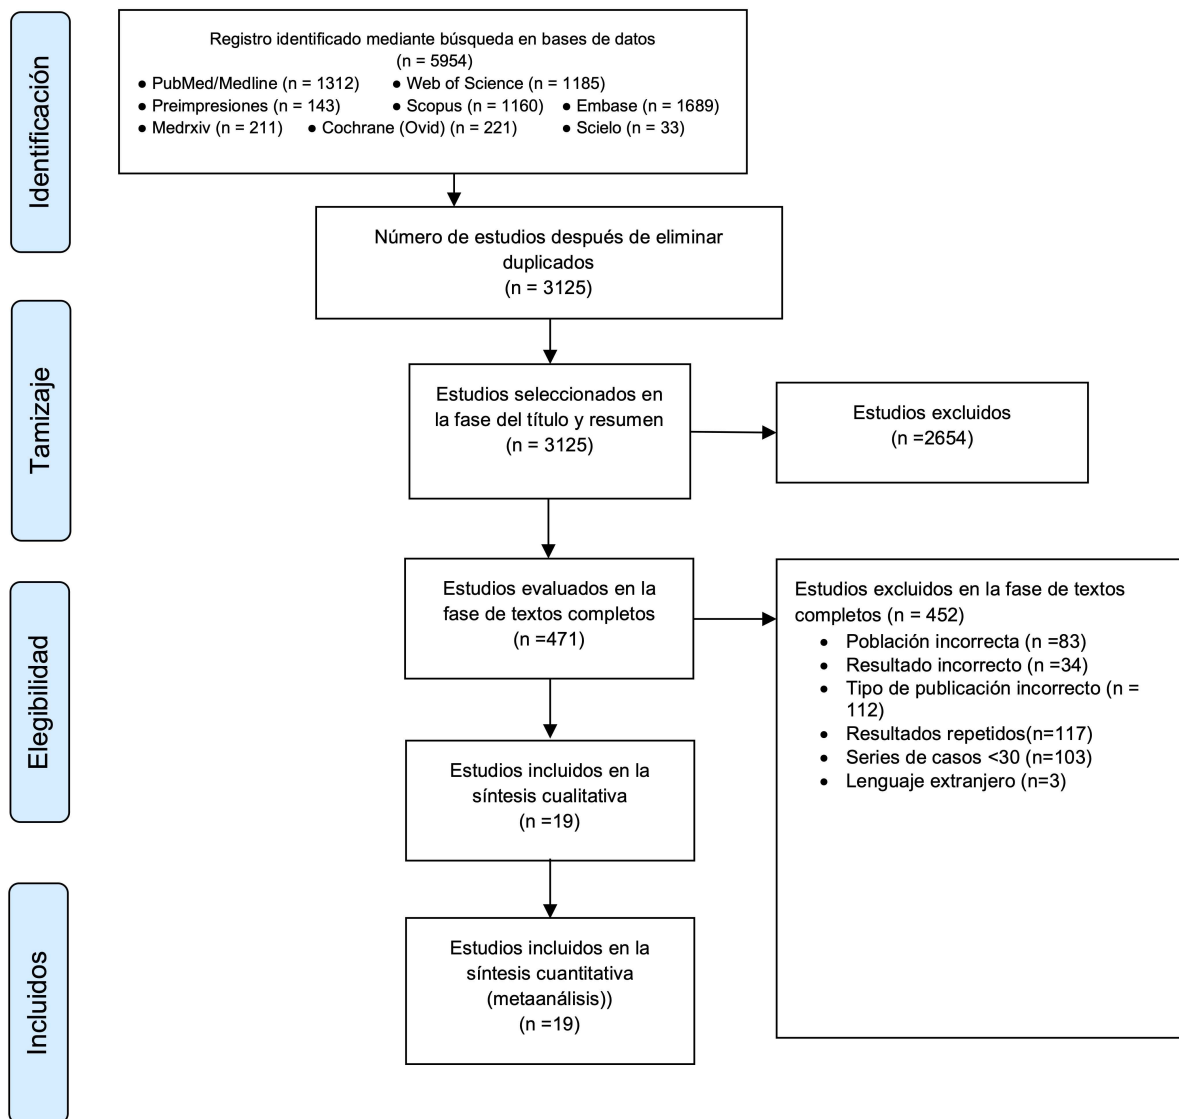 Identificación
Registro identificado mediante búsqueda en bases de datos
(n = 5954)
● PubMed/Medline (n = 1312) ● Web of Science (n = 1185)
● Preimpresiones (n = 143) ● Scopus (n = 1160) ● Embase (n = 1689)
● Medrxiv (n = 211) ● Cochrane (Ovid) (n = 221) ● Scielo (n = 33)
Número de estudios después de eliminar
duplicados
(n = 3125)
Tamizaje
Estudios seleccionados en
la fase del título y resumen
(n = 3125)
Estudios excluidos
(n =2654)
Elegibilidad
Estudios evaluados en la
fase de textos completos
(n =471)
Estudios excluidos en la fase de textos
completos (n = 452)
• Población incorrecta (n =83)
• Resultado incorrecto (n =34)
• Tipo de publicación incorrecto (n =
112)
• Resultados repetidos(n=117)
• Series de casos <30 (n=103)
• Lenguaje extranjero (n=3)
Estudios incluidos en la
síntesis cualitativa
(n =19)
Incluidos
Estudios incluidos en la
síntesis cuantitativa
(metaanálisis))
(n =19)